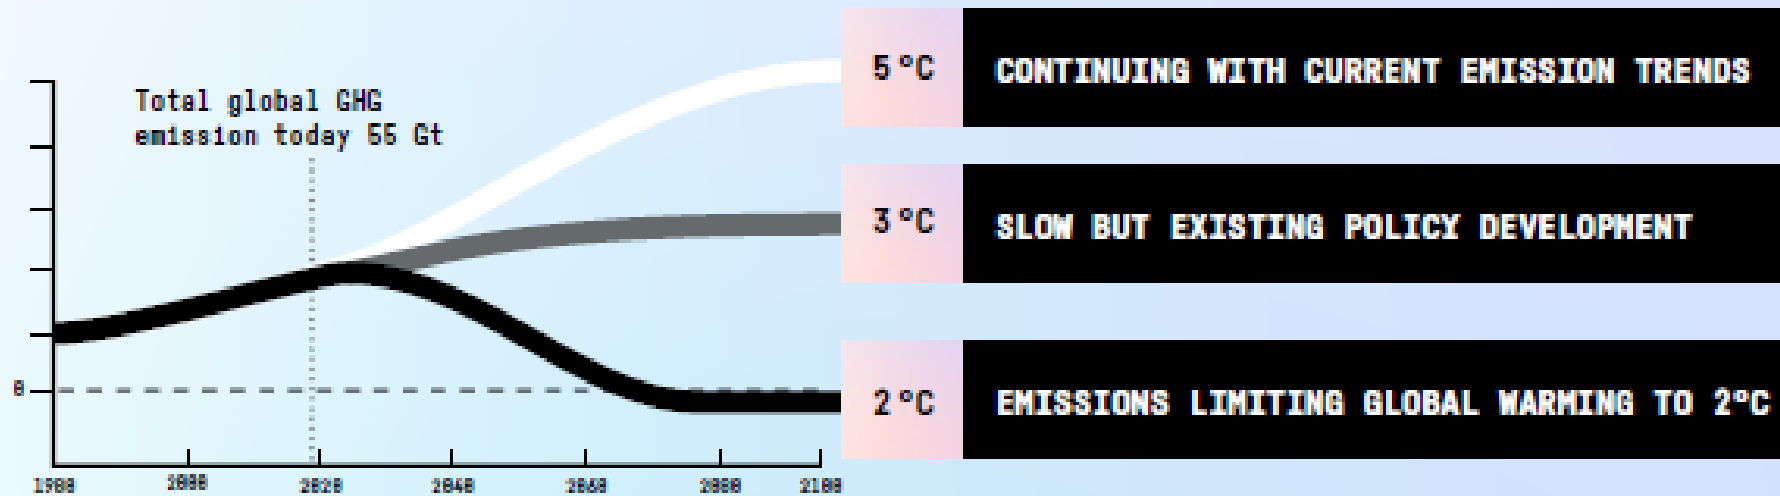 5°C
CONTINUING WITH CURRENT EMISSION TRENDS
Total global GHG
emission today 55 Gt
3°C
SLOW BUT EXISTING POLICY DEVELOPMENT
0
2°C
EMISSIONS LIMITING GLOBAL WARMING TO 2°C
1980
2000
2020
2040
2060
2080
2100